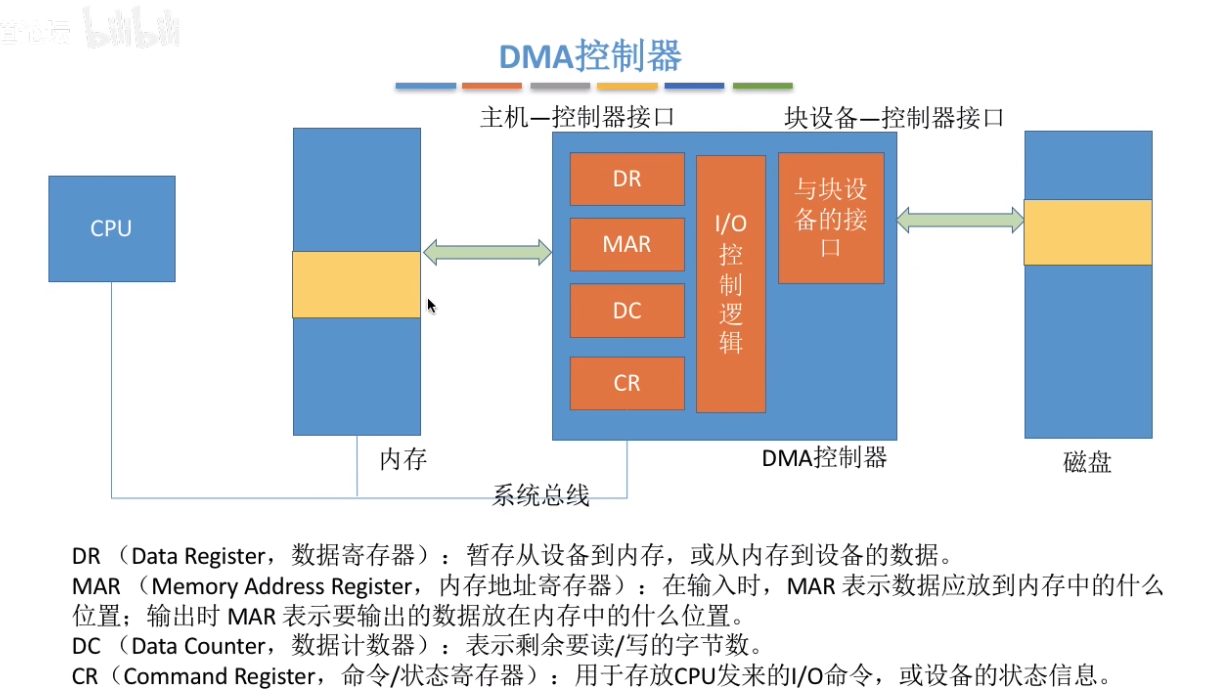 bilibili
DMA控制器
主机—控制器接口
块设备—控制器接口
CPU
DR
MAR
DC
CR
I/O
控
制
逻
辑
与块设
备的接
口
内存
DMA控制器
磁盘
系统总线
DR （Data Register，数据寄存器）：暂存从设备到内存，或从内存到设备的数据。
MAR （Memory Address Register，内存地址寄存器）：在输入时，MAR 表示数据应放到内存中的什么
位置；输出时 MAR 表示要输出的数据放在内存中的什么位置。
DC （Data Counter，数据计数器）：表示剩余要读/写的字节数。
CR（Command Register，命令/状态寄存器）：用于存放CPU发来的I/O命令，或设备的状态信息。